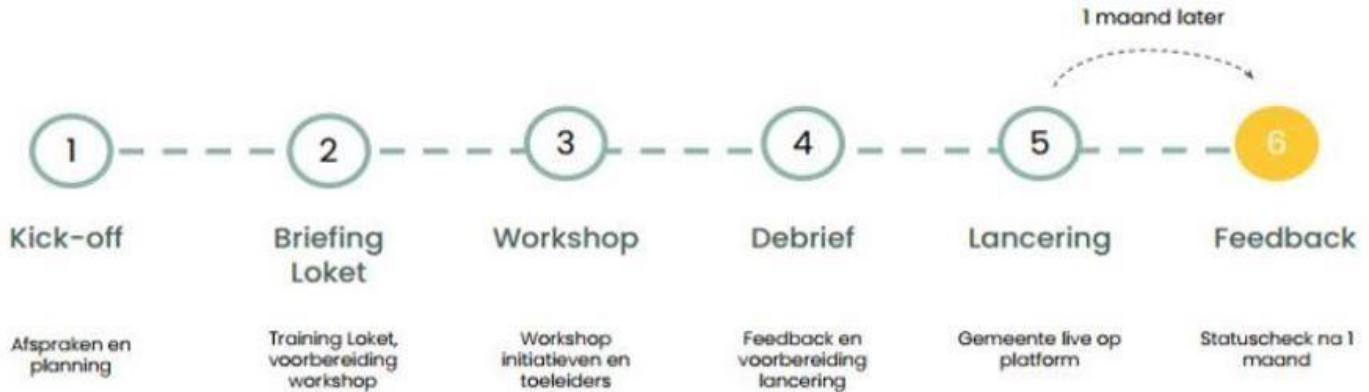 1 maand later
1
2
3
4
5
6
Kick-off
Briefing
Loket
Workshop
Debrief
Lancering
Feedback
Afspraken en
planning
Training Loket,
voorbereiding
workshop
Workshop
initiatieven en
toeleiders
Feedback en
voorbereiding
lancering
Gemeente live op
platform
Statuscheck na 1
maand